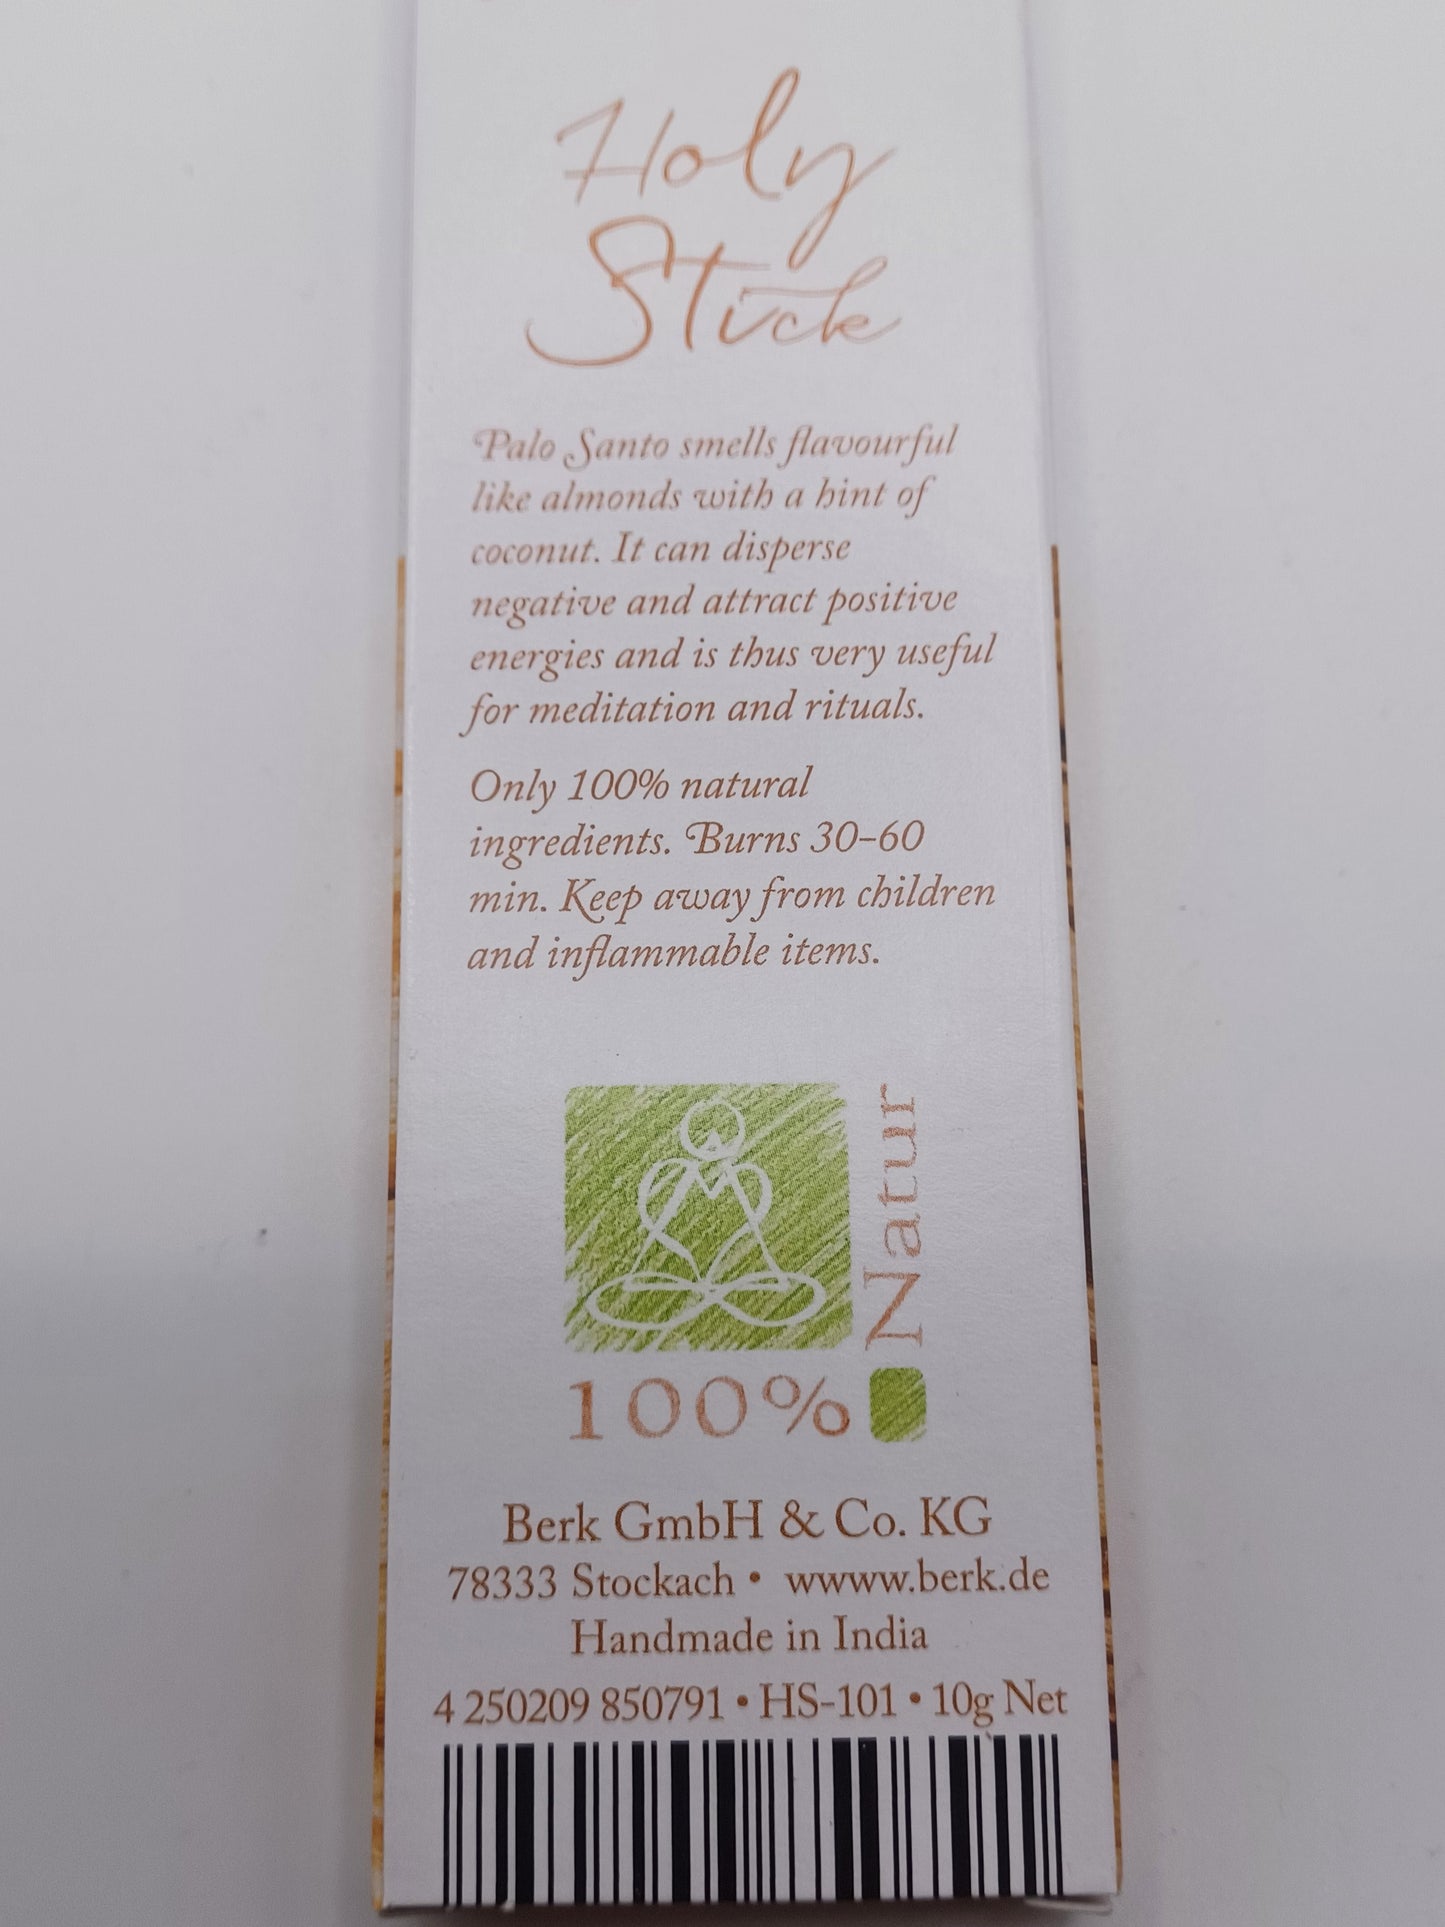 Holy
Stick
Palo Santo smells flavourful
like almonds with a hint of
coconut. It can disperse
negative and attract positive
energies and is thus very useful
for meditation and rituals.
Only 100% natural
ingredients. Burns 30–60
min. Keep away from children
and inflammable items.
Natur
100%
Berk GmbH & Co. KG
78333 Stockach • wwww.berk.de
Handmade in India
4 250209 850791 • HS-101 • 10g Net